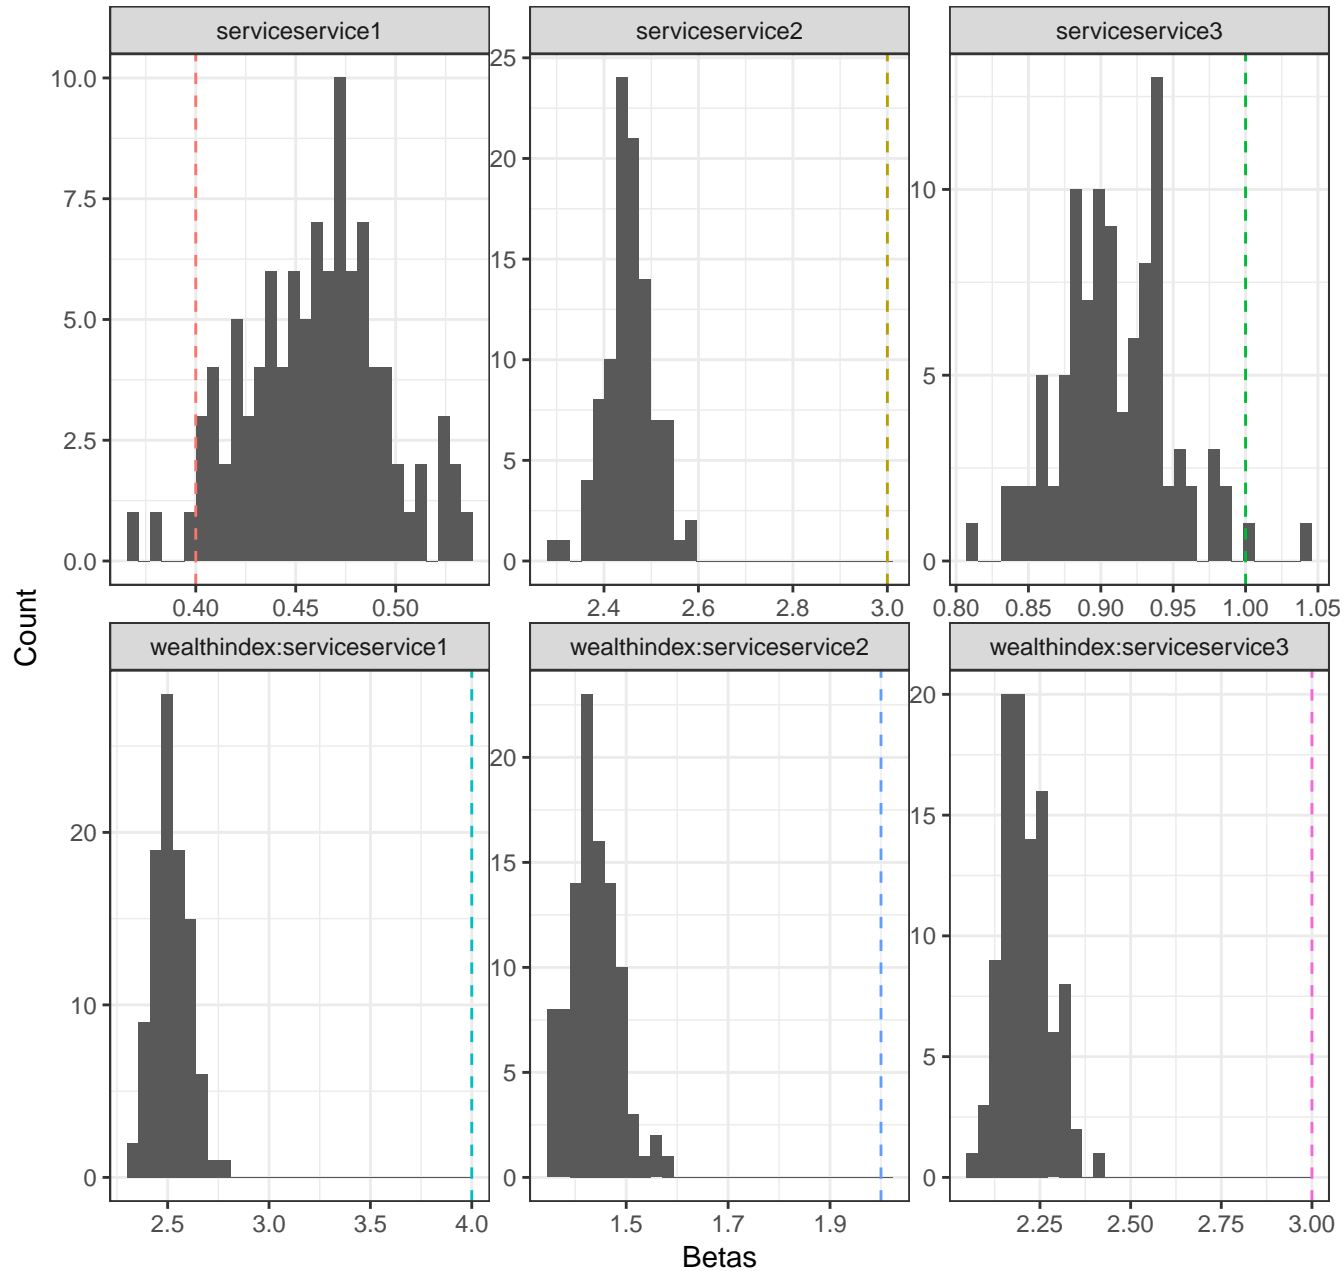 serviceservice1 serviceservice2 serviceservice3
10.0 7.5 5.0 2.5 0.0
25 20 15 10 5 0
10 5 0
0.40 0.45 0.50
2.4 2.6 2.8 3.0
0.80 0.85 0.90 0.95 1.00 1.05
Count
wealthindex:serviceservice1 wealthindex:serviceservice2 wealthindex:serviceservice3
20 10 0
20 15 10 5 0
20 15 10 5 0
2.5 3.0 3.5 4.0
1.5 1.7 1.9
2.25 2.50 2.75 3.00
Betas